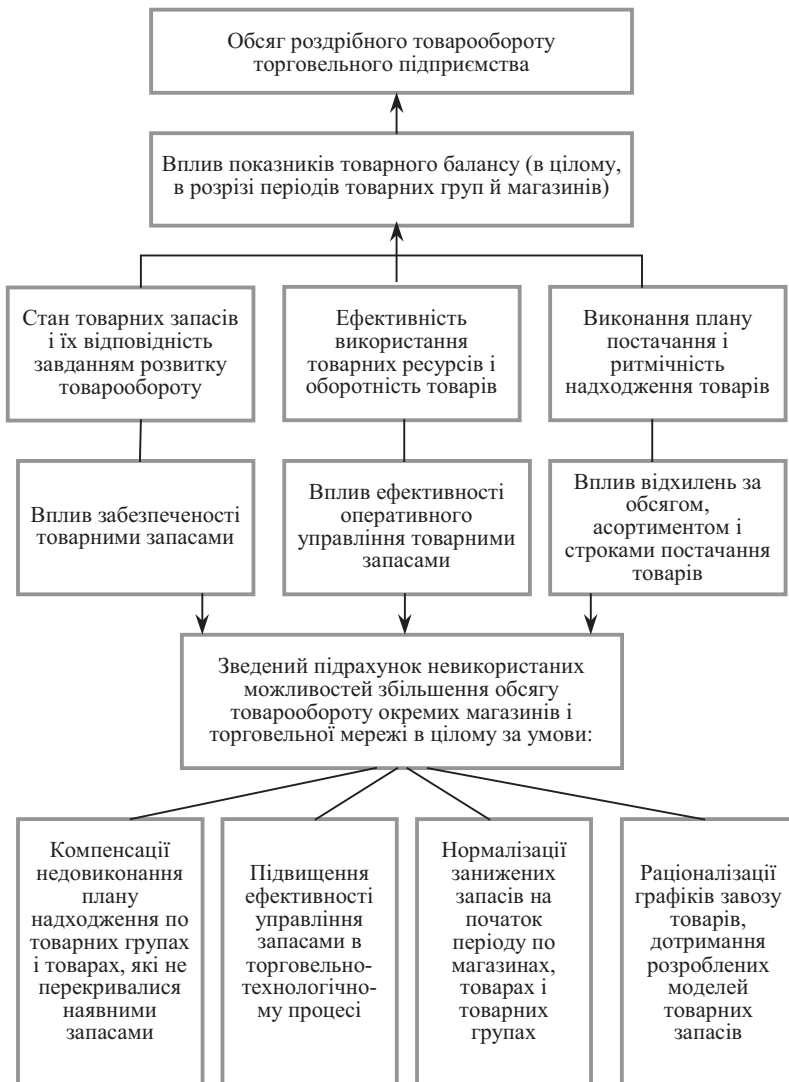 Обсяг роздрібного товарообороту
торговельного підприємства
Вплив показників товарного балансу (в цілому,
в розрізі періодів товарних груп й магазинів)
Стан товарних запасів
і їх відповідність
завданням розвитку
товарообороту
Ефективність
використання
товарних ресурсів і
оборотність товарів
Виконання плану
постачання і
ритмічність
надходження товарів
Вплив забезпеченості
товарними запасами
Вплив ефективності
оперативного
управління товарними
запасами
Вплив відхилень за
обсягом,
асортиментом і
строками постачання
товарів
Зведений підрахунок невикористаних
можливостей збільшення обсягу
товарообороту окремих магазинів і
торговельної мережі в цілому за умови:
Компенсації
недовиконання
плану
надходження по
товарних групах
і товарах, які не
перекривалися
наявними
запасами
Підвищення
ефективності
управління
запасами в
торговельно-
технологічно-
му процесі
Нормалізації
занижених
запасів на
початок
періоду по
магазинах,
товарах і
товарних
групах
Раціоналізації
графіків завозу
товарів,
дотримання
розроблених
моделей
товарних
запасів